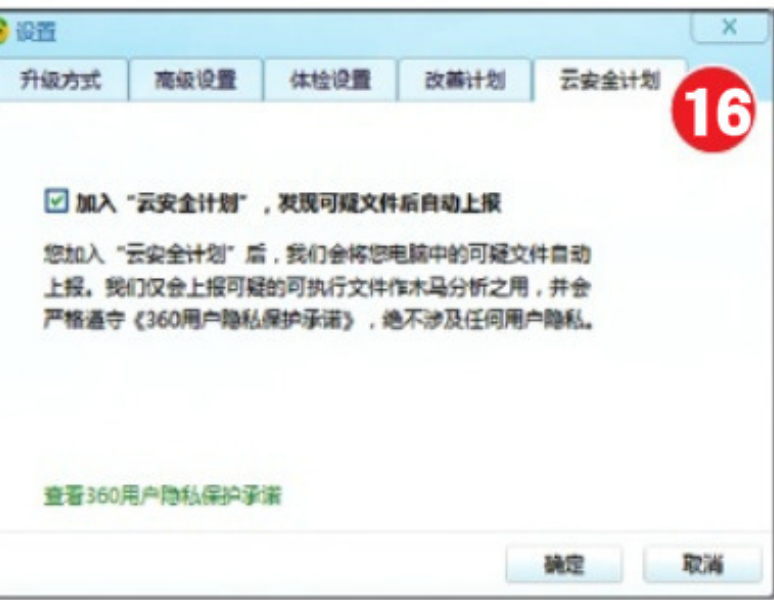 设置
升级方式 高级设置 体检设置 改善计划 云安全计划
16
加入“云安全计划”，发现可疑文件后自动上报
您加入“云安全计划”后，我们会将您电脑中的可疑文件自动
上报。我们仅会上报可疑的可执行文件作木马分析之用，并会
严格遵守《360用户隐私保护承诺》，绝不涉及任何用户隐私。
查看360用户隐私保护承诺
确定 取消